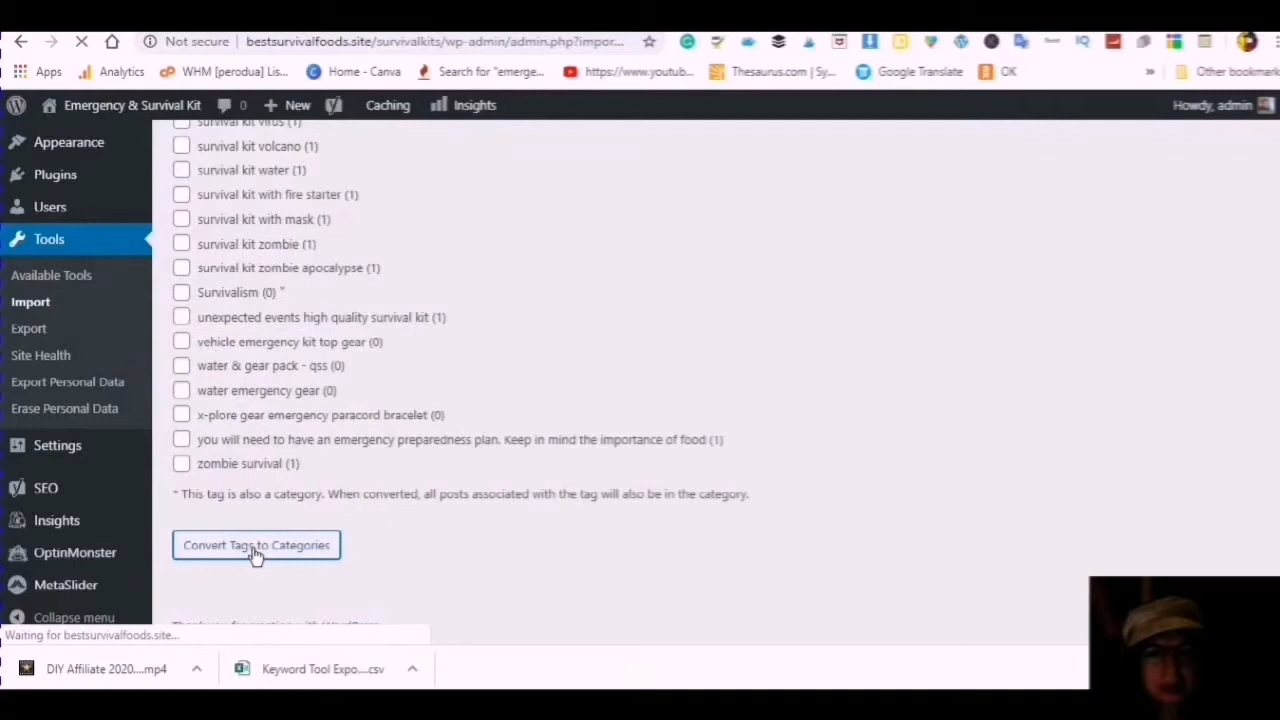 Not secure bestsurvivalfoods.site/survivalkits/wp-admin/admin.php?impor...
Apps Analytics WHM [perodua] Lis... Home - Canva Search for "emerge... https://www.youtub... Thesaurus.com | Sy... Google Translate OK » Other bookmark
Emergency & Survival Kit 0 + New Caching Insights Howdy, admin
Appearance
Plugins
Users
Tools
Available Tools
Import
Export
Site Health
Export Personal Data
Erase Personal Data
Settings
SEO
Insights
OptinMonster
MetaSlider
Collapse menu
survival kit virus (1)
survival kit volcano (1)
survival kit water (1)
survival kit with fire starter (1)
survival kit with mask (1)
survival kit zombie (1)
survival kit zombie apocalypse (1)
Survivalism (0) *
unexpected events high quality survival kit (1)
vehicle emergency kit top gear (0)
water & gear pack - qss (0)
water emergency gear (0)
x-plore gear emergency paracord bracelet (0)
you will need to have an emergency preparedness plan. Keep in mind the importance of food (1)
zombie survival (1)
* This tag is also a category. When converted, all posts associated with the tag will also be in the category.
Convert Tags to Categories
Waiting for bestsurvivalfoods.site...
DIY Affiliate 2020....mp4 Keyword Tool Expo....csv